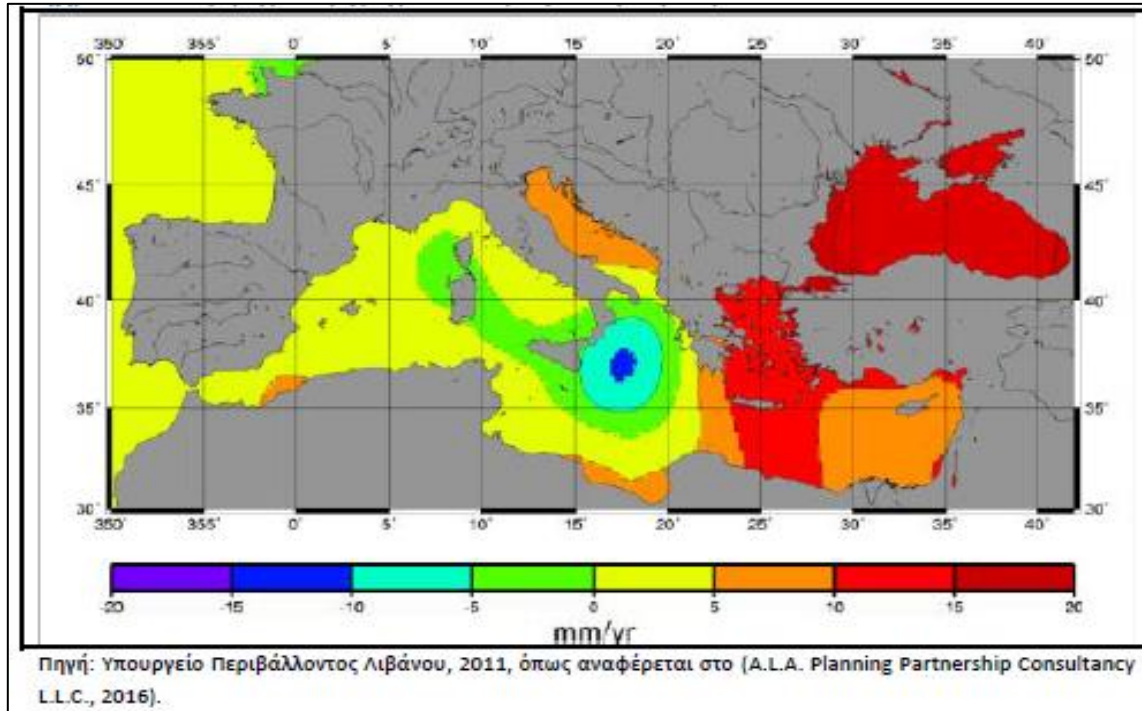 350° 355° 0° 5° 10° 15° 20° 25° 30° 35° 40°
50° 50°
45° 45°
40° 40°
35° 35°
30° 30°
350° 355° 0° 5° 10° 15° 20° 25° 30° 35° 40°
-20 -15 -10 -5 0 5 10 15 20
mm/yr
Πηγή: Υπουργείο Περιβάλλοντος Λιβάνου, 2011, όπως αναφέρεται στο (A.L.A. Planning Partnership Consultancy
L.L.C., 2016).